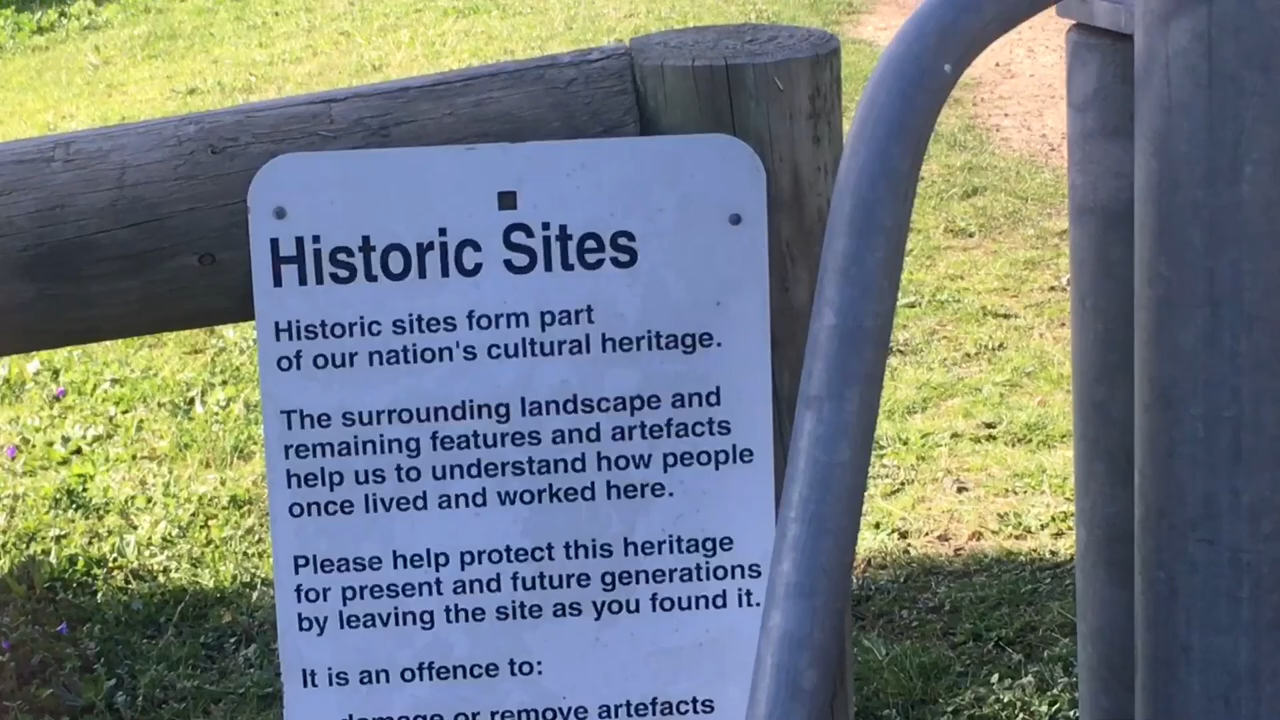 Historic Sites
Historic sites form part
of our nation's cultural heritage.
The surrounding landscape and
remaining features and artefacts
help us to understand how people
once lived and worked here.
Please help protect this heritage
for present and future generations
by leaving the site as you found it.
It is an offence to:
damage or remove artefacts